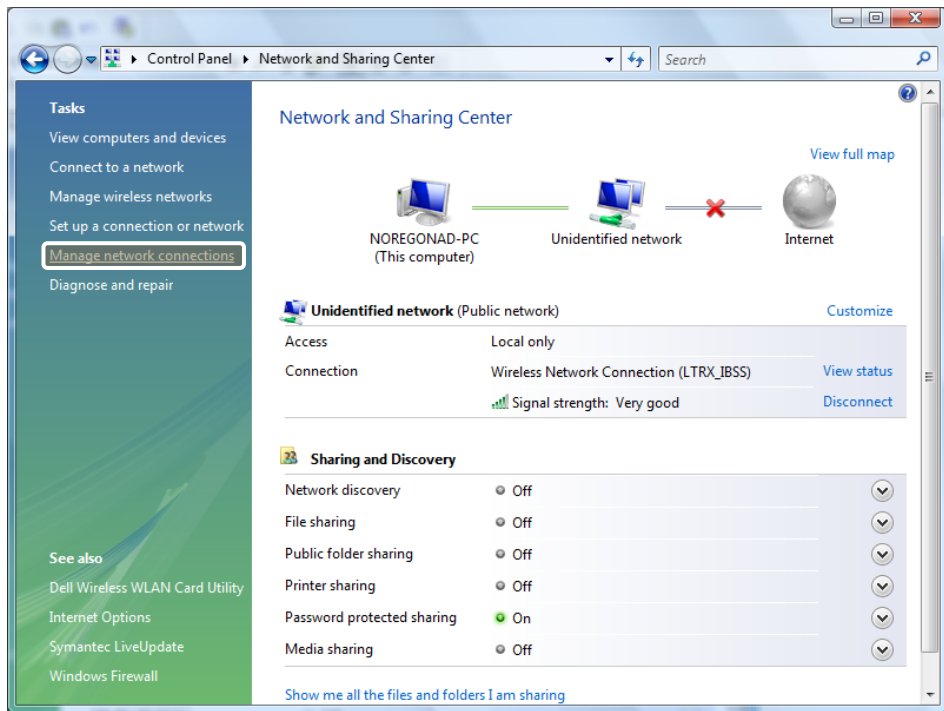 Control Panel ▸ Network and Sharing Center
Search
Tasks
View computers and devices
Connect to a network
Manage wireless networks
Set up a connection or network
Manage network connections
Diagnose and repair
See also
Dell Wireless WLAN Card Utility
Internet Options
Symantec LiveUpdate
Windows Firewall
Network and Sharing Center
View full map
NOREGONAD-PC
(This computer)
Unidentified network
Internet
Unidentified network (Public network) Customize
Access Local only
Connection Wireless Network Connection (LTRX_IBSS) View status
Signal strength: Very good Disconnect
Sharing and Discovery
Network discovery Off
File sharing Off
Public folder sharing Off
Printer sharing Off
Password protected sharing On
Media sharing Off
Show me all the files and folders I am sharing